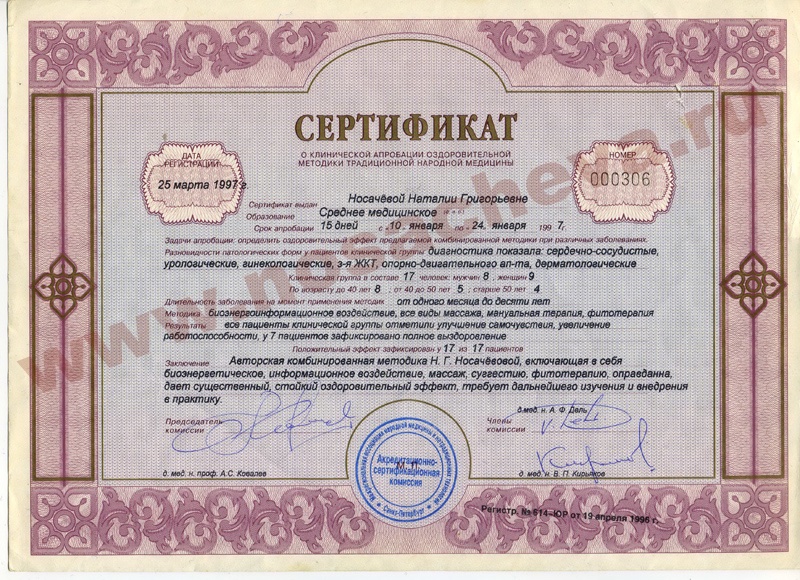 СЕРТИФИКАТ
О КЛИНИЧЕСКОЙ АПРОБАЦИИ ОЗДОРОВИТЕЛЬНОЙ
МЕТОДИКИ ТРАДИЦИОННОЙ НАРОДНОЙ МЕДИЦИНЫ
ДАТА
РЕГИСТРАЦИИ
25 марта 1997 г.
НОМЕР
000306
Сертификат выдан Носачёвой Наталии Григорьевне
Образование Среднее медицинское
Срок апробации 15 дней с .10. января по . 24. января 199 7г.
Задачи апробации: определить оздоровительный эффект предлагаемой комбинированной методики при различных заболеваниях.
Разновидности патологических форм у пациентов клинической группы диагностика показала: сердечно-сосудистые,
урологические, гинекологические, з-я ЖКТ, опорно-двигательного ап-та, дерматологические
Клиническая группа в составе 17 человек: мужчин 8, женщин 9
По возрасту до 40 лет 8 ; от 40 до 50 лет 5 ; старше 50 лет 4
Длительность заболевания на момент применения методик от одного месяца до десяти лет
Методика биоэнергоинформационное воздействие, все виды массажа, мануальная терапия, фитотерапия
Результаты все пациенты клинической группы отметили улучшение самочувствия, увеличение
работоспособности, у 7 пациентов зафиксировано полное выздоровление
Положительный эффект зафиксирован у 17 из 17 пациентов
Заключение Авторская комбинированная методика Н. Г. Носачёвовой, включающая в себя
биоэнергетическое, информационное воздействие, массаж, суггестию, фитотерапию, оправданна,
дает существенный, стойкий оздоровительный эффект, требует дальнейшего изучения и внедрения
в практику.
Председатель
комиссии
д. мед. н. проф. А.С. Ковалев
Члены
комиссии
д.мед. н. А. Ф. Даль
д. мед. н. В. П. Кирьяков
Аккредитационно-
сертификационная
комиссия
М.П.
Санкт-Петербург
Регистр. № 614-ЮР от 19 апреля 1996 г.